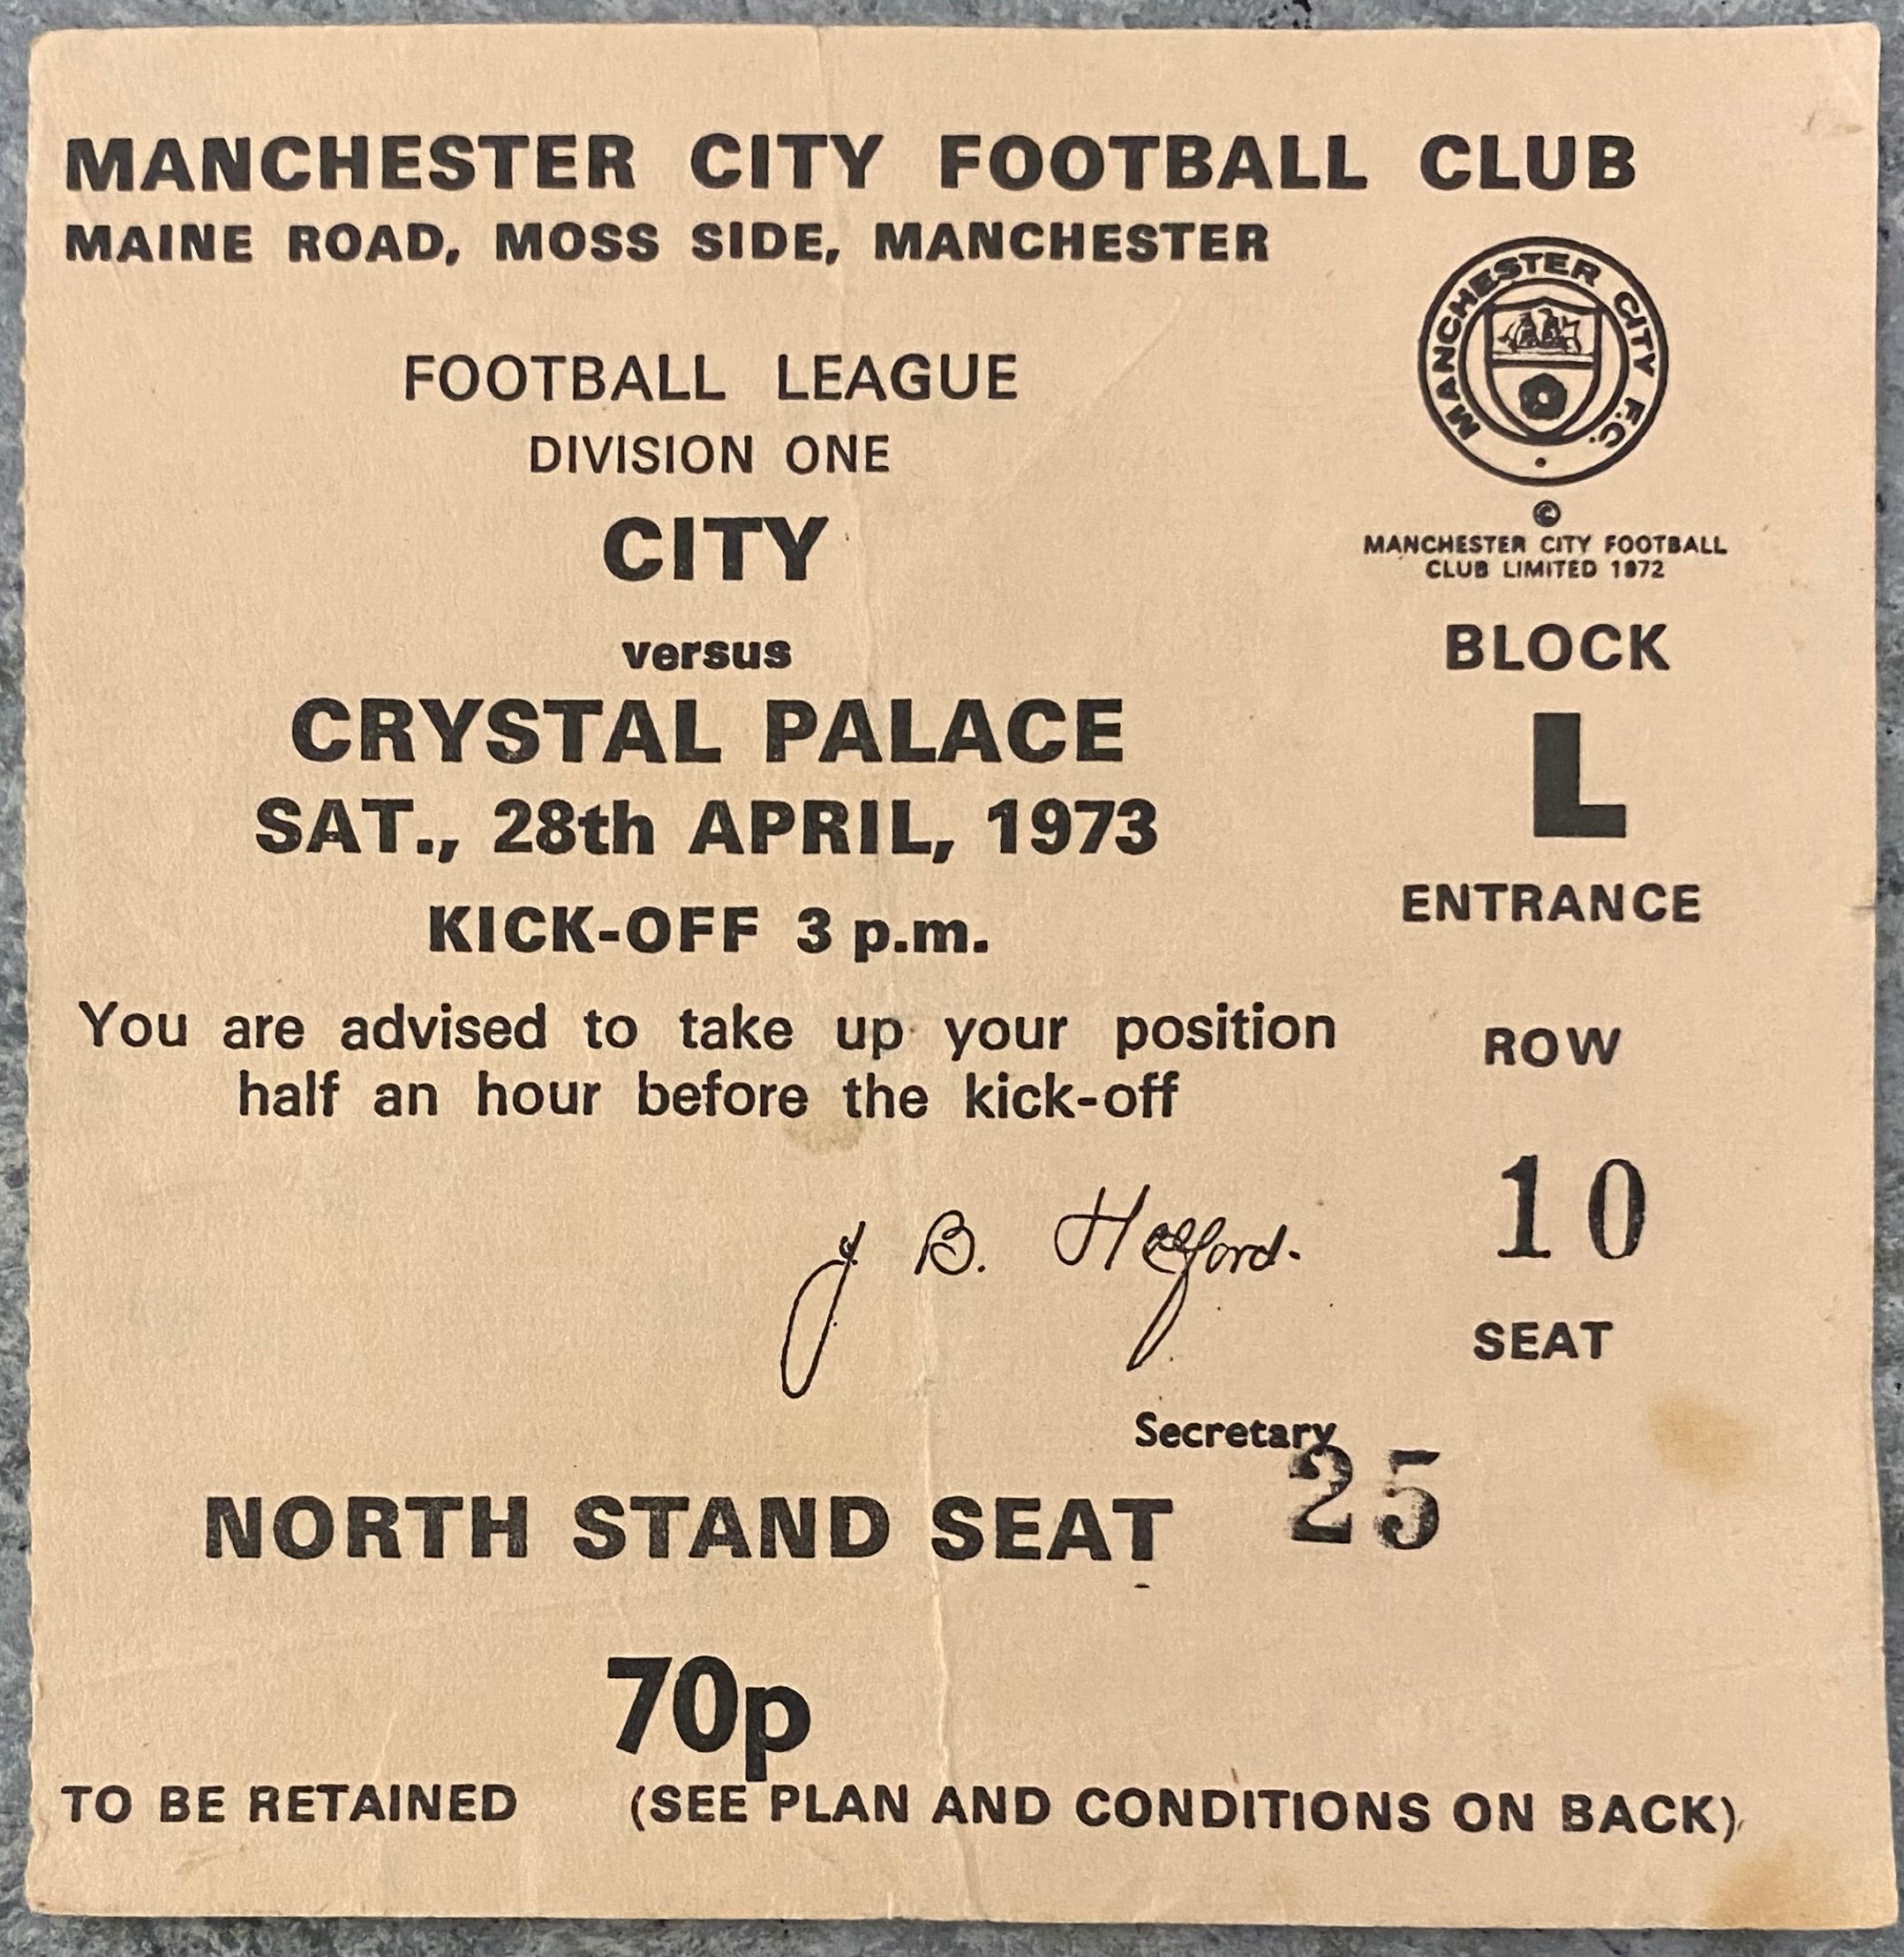 MANCHESTER CITY FOOTBALL CLUB
MAINE ROAD, MOSS SIDE, MANCHESTER
MANCHESTER CITY F.C.
©
MANCHESTER CITY FOOTBALL
CLUB LIMITED 1972
FOOTBALL LEAGUE
DIVISION ONE
CITY
versus
CRYSTAL PALACE
SAT., 28th APRIL, 1973
KICK-OFF 3 p.m.
You are advised to take up your position
half an hour before the kick-off
J. B. Halford.
Secretary
BLOCK
L
ENTRANCE
ROW
10
SEAT
25
NORTH STAND SEAT
70p
TO BE RETAINED (SEE PLAN AND CONDITIONS ON BACK)